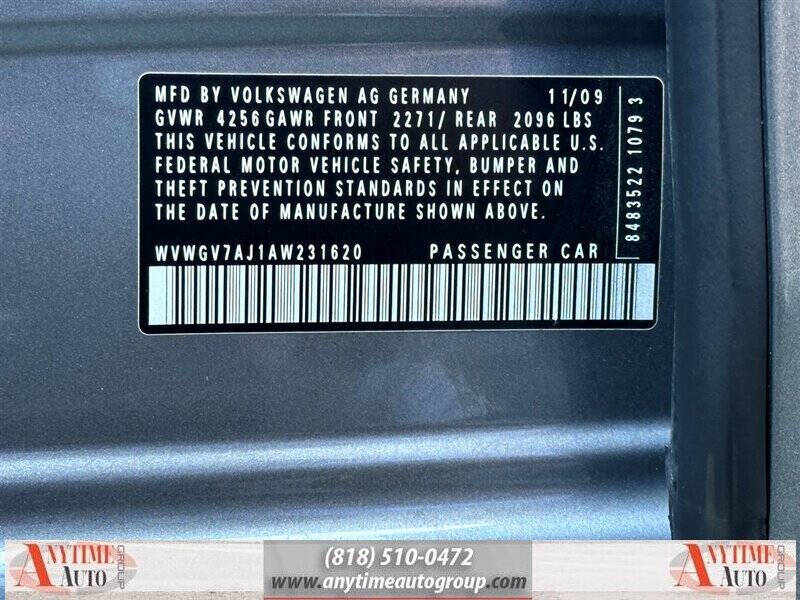 MFD BY VOLKSWAGEN AG GERMANY 11/09
GVWR 4256 GAWR FRONT 2271/ REAR 2096 LBS
THIS VEHICLE CONFORMS TO ALL APPLICABLE U.S.
FEDERAL MOTOR VEHICLE SAFETY, BUMPER AND
THEFT PREVENTION STANDARDS IN EFFECT ON
THE DATE OF MANUFACTURE SHOWN ABOVE.
WVWGV7AJ1AW231620 PASSENGER CAR
8483522 1079 3
ANYTIME AUTO GROUP
(818) 510-0472
www.anytimeautogroup.com
ANYTIME AUTO GROUP